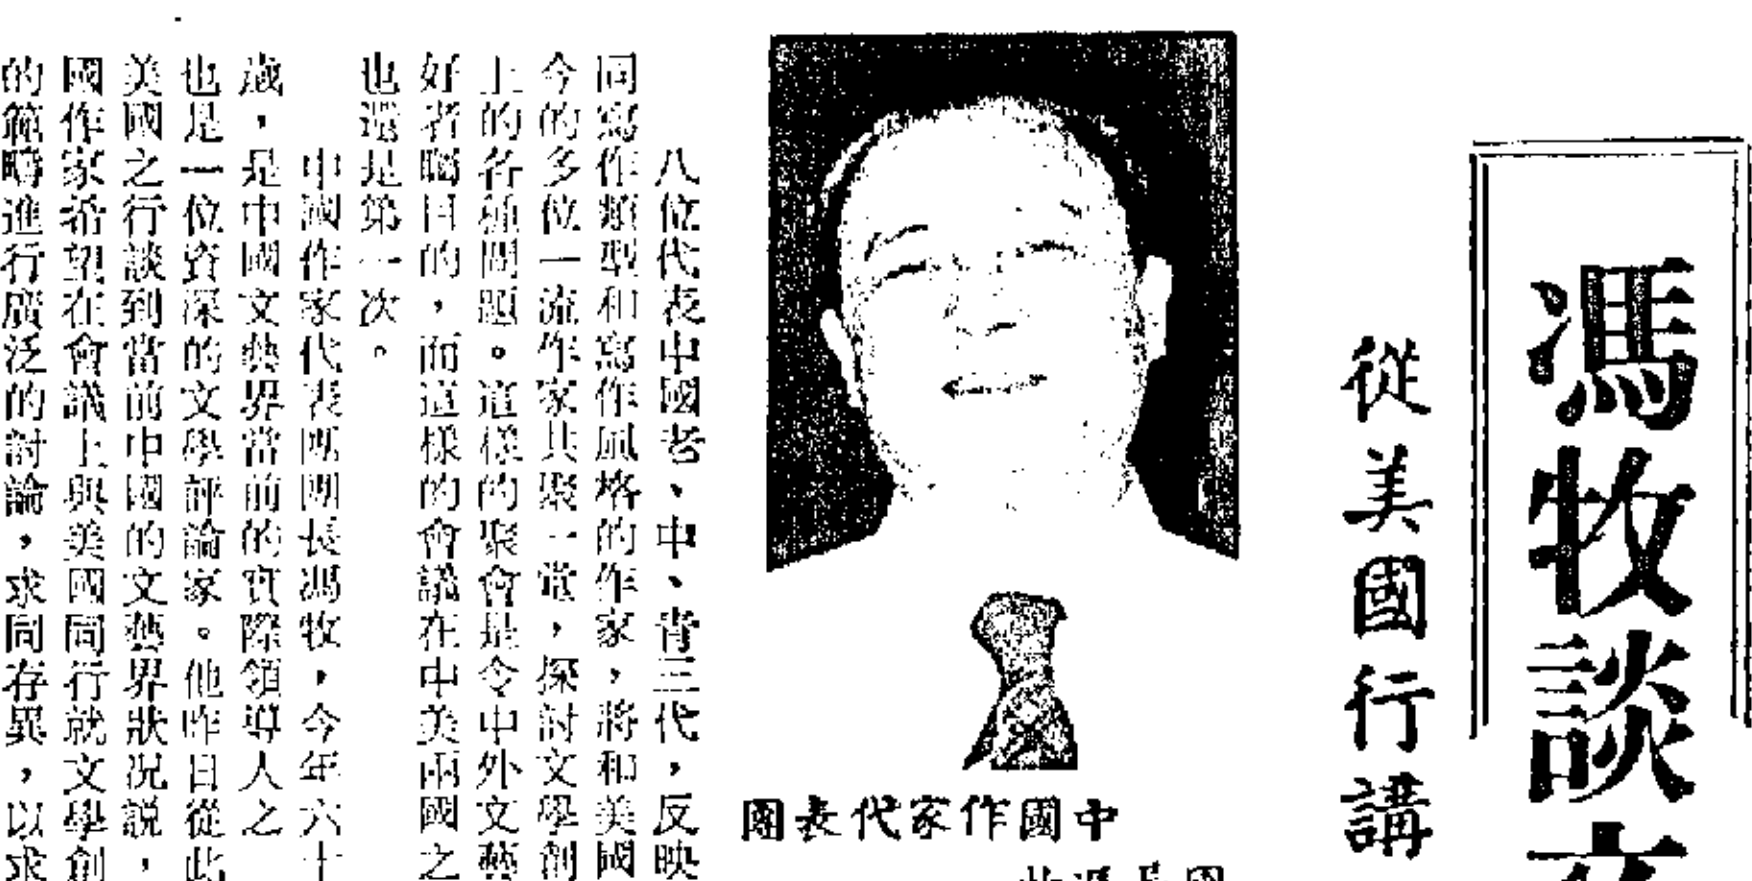 馮牧談
從美國行講
中國作家代表團
八位代表中國老、中、青三代，反映
同寫作類型和寫作風格的作家，將和美國
今的多位一流作家共聚一堂，探討文學創
上的各種問題。這樣的聚會是令中外文藝
好者矚目的，而這樣的會議在中美兩國之
也還是第一次。
中國作家代表團團長馮牧，今年六十
歲，是中國文藝界當前的實際領導人之
也是一位資深的文學評論家。他昨日從此
美國之行談到當前中國的文藝界狀況說，
國作家希望在會議上與美國同行就文學創
的範疇進行廣泛的討論，求同存異，以求